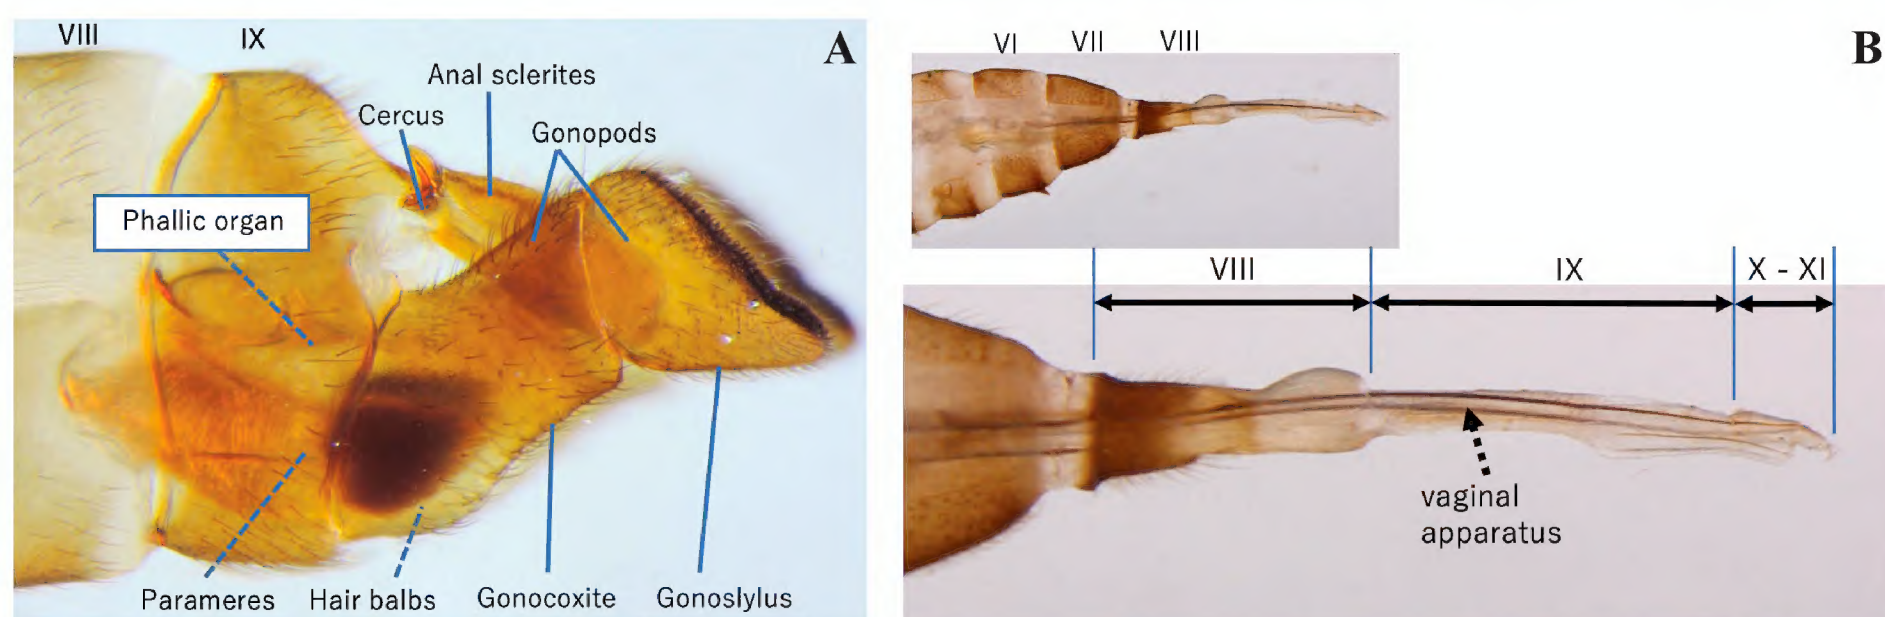 VIII
IX
A
Anal sclerites
Cercus
Gonopods
Phallic organ
Parameres
Hair balbs
Gonocoxite
Gonoslylus
VI
VII
VIII
B
VIII
IX
X - XI
vaginal
apparatus